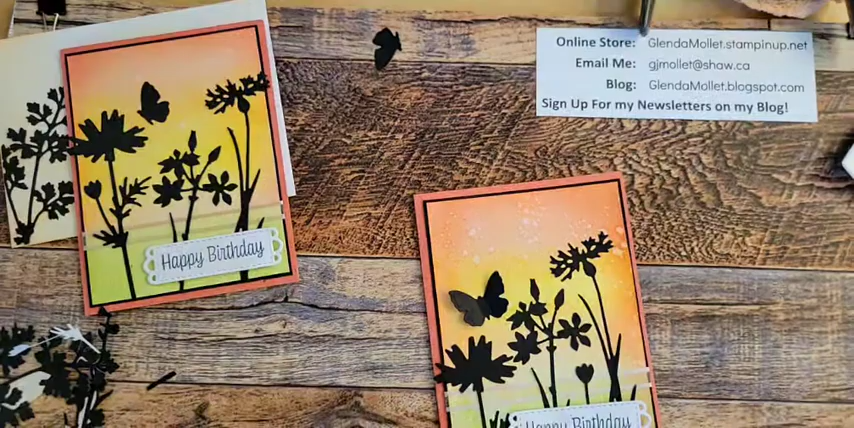 Online Store: GlendaMollet.stampinup.net
Email Me: gjmollet@shaw.ca
Blog: GlendaMollet.blogspot.com
Sign Up For my Newsletters on my Blog!
Happy Birthday
Happy Birthday